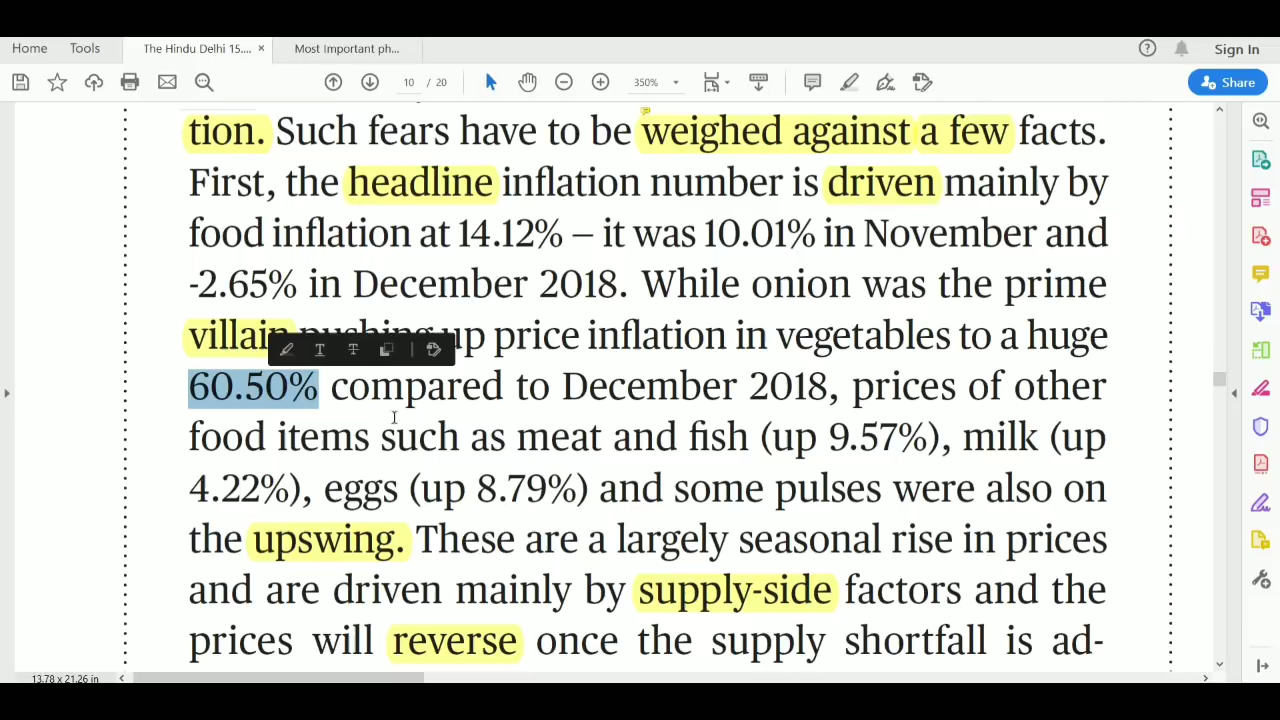 Home Tools The Hindu Delhi 15.... × Most Important ph... Sign In
10 / 20 350% Share
tion. Such fears have to be weighed against a few facts.
First, the headline inflation number is driven mainly by
food inflation at 14.12% – it was 10.01% in November and
-2.65% in December 2018. While onion was the prime
villain pushing up price inflation in vegetables to a huge
60.50% compared to December 2018, prices of other
food items such as meat and fish (up 9.57%), milk (up
4.22%), eggs (up 8.79%) and some pulses were also on
the upswing. These are a largely seasonal rise in prices
and are driven mainly by supply-side factors and the
prices will reverse once the supply shortfall is ad-
13.78 x 21.26 in